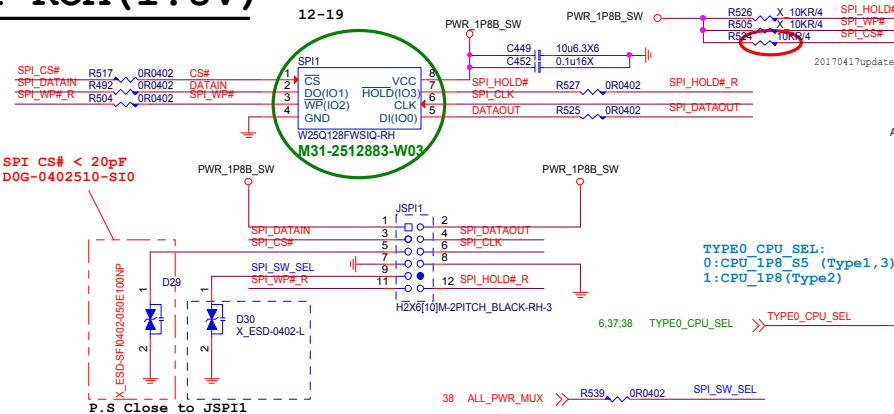 ROM(1.8V)
12-19
PWR_1P8B_SW
PWR_1P8B_SW
R526 X_10KR/4 SPI_HOLD#
R505 X_10KR/4 SPI_WP#
R524 10KR/4 SPI_CS#
20170417update
C449 10u6.3X6
C452 0.1u16X
SPI1
SPI_CS# R517 0R0402 CS# 1 CS VCC 8
SPI_DATAIN R492 0R0402 DATAIN 2 DO(IO1) HOLD(IO3) 7 SPI_HOLD# R527 0R0402 SPI_HOLD#_R
SPI_WP#_R R504 0R0402 SPI_WP# 3 WP(IO2) CLK 6 SPI_CLK
4 GND DI(IO0) 5 DATAOUT R525 0R0402 SPI_DATAOUT
W25Q128FWSIQ-RH
M31-2512883-W03
SPI CS# < 20pF
D0G-0402510-SI0
PWR_1P8B_SW
PWR_1P8B_SW
JSPI1
1 2
SPI_DATAIN 3 4 SPI_DATAOUT
SPI_CS# 5 6 SPI_CLK
7 8
SPI_SW_SEL 9
SPI_WP#_R 11 12 SPI_HOLD#_R
H2X6[10]M-2PITCH_BLACK-RH-3
D29
X_ESD-SFI0402-050E100NP
1
2
D30
X_ESD-0402-L
1
2
P.S Close to JSPI1
TYPE0_CPU_SEL:
0:CPU_1P8_S5 (Type1,3)
1:CPU_1P8(Type2)
6,37,38 TYPE0_CPU_SEL TYPE0_CPU_SEL
38 ALL_PWR_MUX R539 0R0402 SPI_SW_SEL